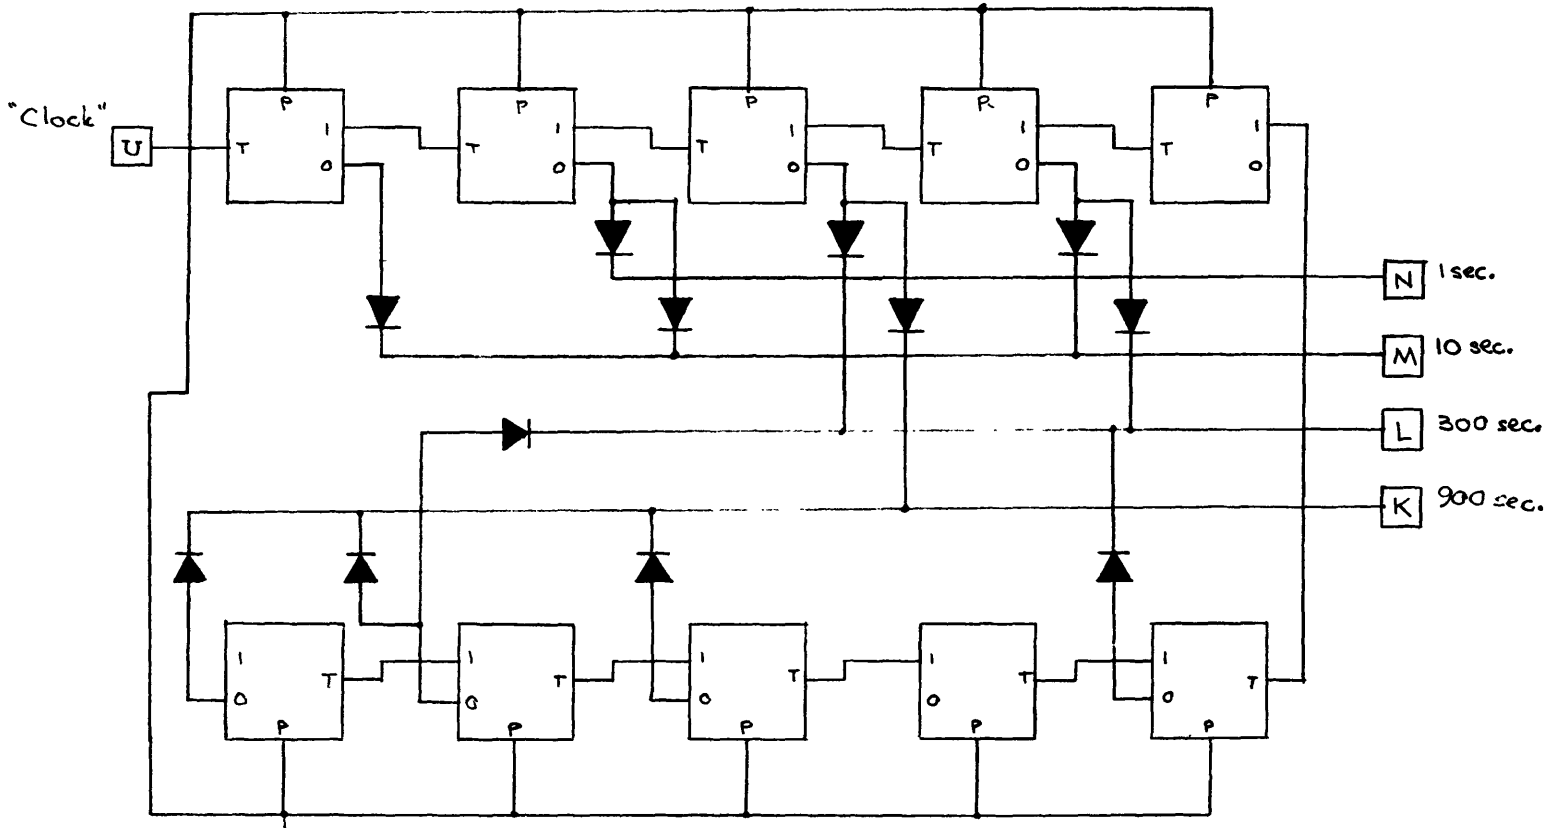 "Clock"
U
P P P P P
T 1 0 T 1 0 T 1 0 T 1 0 T 1 0
N 1 sec.
M 10 sec.
L 300 sec.
K 900 sec.
1 0 T 1 0 T 1 0 T 1 0 T 1 0 T
P P P P P